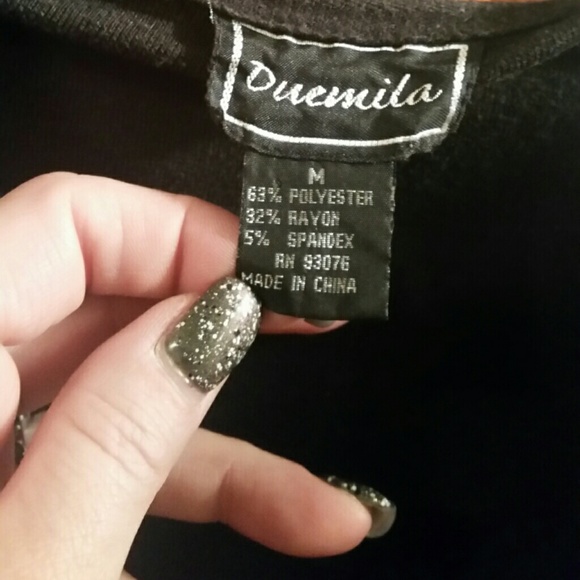 Duemila
M
63% POLYESTER
32% RAYON
5% SPANDEX
RN 93076
MADE IN CHINA